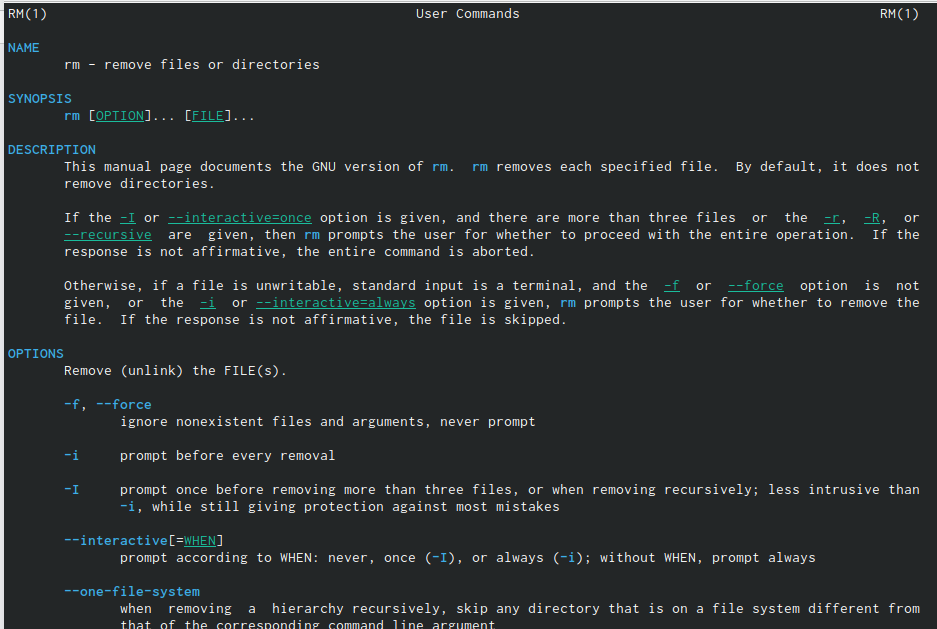 RM(1) User Commands RM(1)
NAME
rm - remove files or directories
SYNOPSIS
rm [OPTION]... [FILE]...
DESCRIPTION
This manual page documents the GNU version of rm. rm removes each specified file. By default, it does not
remove directories.
If the -I or --interactive=once option is given, and there are more than three files or the -r, -R, or
--recursive are given, then rm prompts the user for whether to proceed with the entire operation. If the
response is not affirmative, the entire command is aborted.
Otherwise, if a file is unwritable, standard input is a terminal, and the -f or --force option is not
given, or the -i or --interactive=always option is given, rm prompts the user for whether to remove the
file. If the response is not affirmative, the file is skipped.
OPTIONS
Remove (unlink) the FILE(s).
-f, --force
ignore nonexistent files and arguments, never prompt
-i prompt before every removal
-I prompt once before removing more than three files, or when removing recursively; less intrusive than
-i, while still giving protection against most mistakes
--interactive[=WHEN]
prompt according to WHEN: never, once (-I), or always (-i); without WHEN, prompt always
--one-file-system
when removing a hierarchy recursively, skip any directory that is on a file system different from
that of the corresponding command line argument